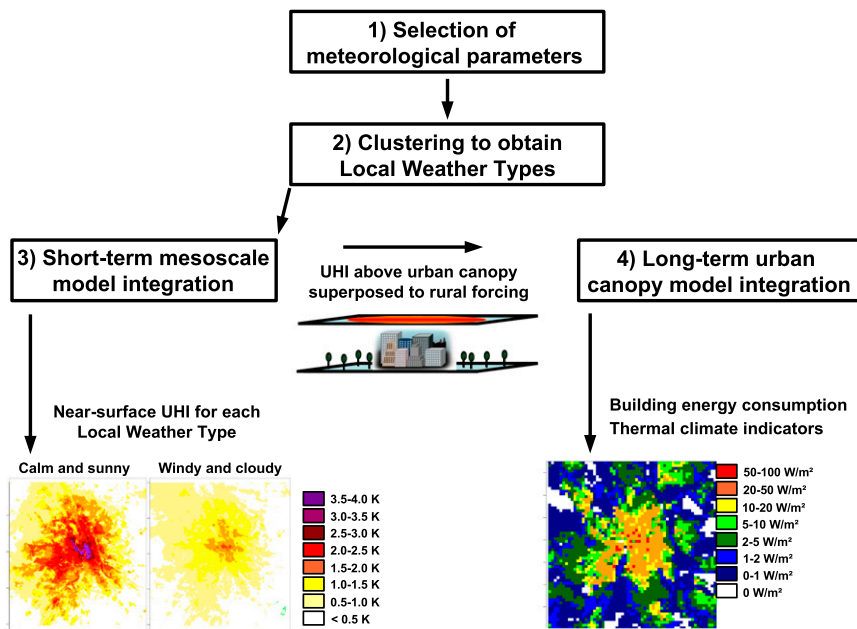 1) Selection of
meteorological parameters
2) Clustering to obtain
Local Weather Types
3) Short-term mesoscale
model integration
UHI above urban canopy
superposed to rural forcing
4) Long-term urban
canopy model integration
Near-surface UHI for each
Local Weather Type
Calm and sunny
Windy and cloudy
3.5-4.0 K
3.0-3.5 K
2.5-3.0 K
2.0-2.5 K
1.5-2.0 K
1.0-1.5 K
0.5-1.0 K
< 0.5 K
Building energy consumption
Thermal climate indicators
50-100 W/m²
20-50 W/m²
10-20 W/m²
5-10 W/m²
2-5 W/m²
1-2 W/m²
0-1 W/m²
0 W/m²